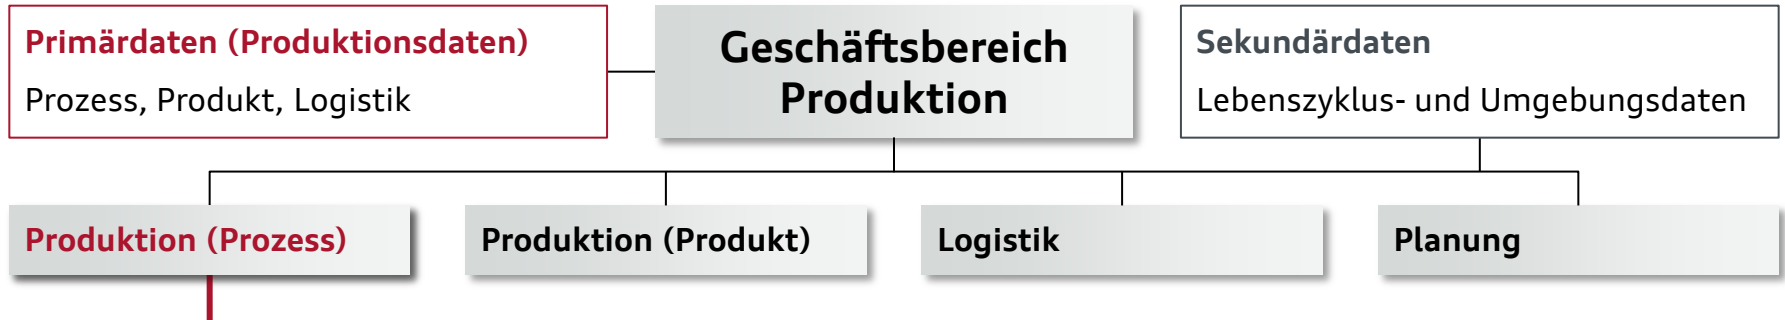 Primärdaten (Produktionsdaten)
Prozess, Produkt, Logistik
Geschäftsbereich
Produktion
Sekundärdaten
Lebenszyklus- und Umgebungsdaten
Produktion (Prozess)
Produktion (Produkt)
Logistik
Planung